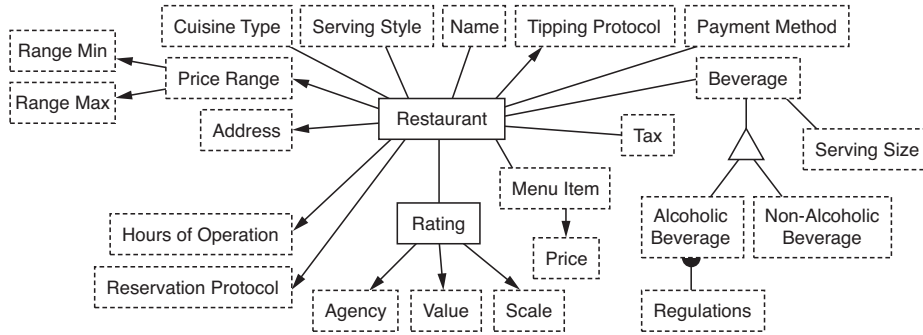 Cuisine Type
Serving Style
Name
Tipping Protocol
Payment Method
Range Min
Price Range
Beverage
Range Max
Restaurant
Address
Tax
Serving Size
Menu Item
Hours of Operation
Rating
Alcoholic
Beverage
Non-Alcoholic
Beverage
Price
Reservation Protocol
Agency
Value
Scale
Regulations